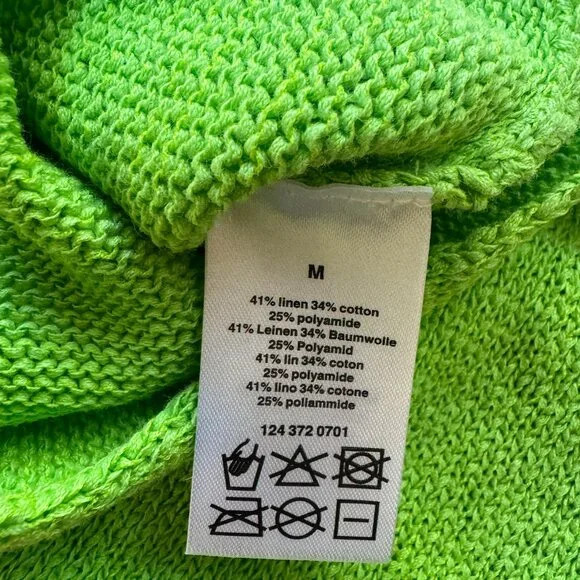 M
41% linen 34% cotton
25% polyamide
41% Leinen 34% Baumwolle
25% Polyamid
41% lin 34% coton
25% polyamide
41% lino 34% cotone
25% poliammide
124 372 0701